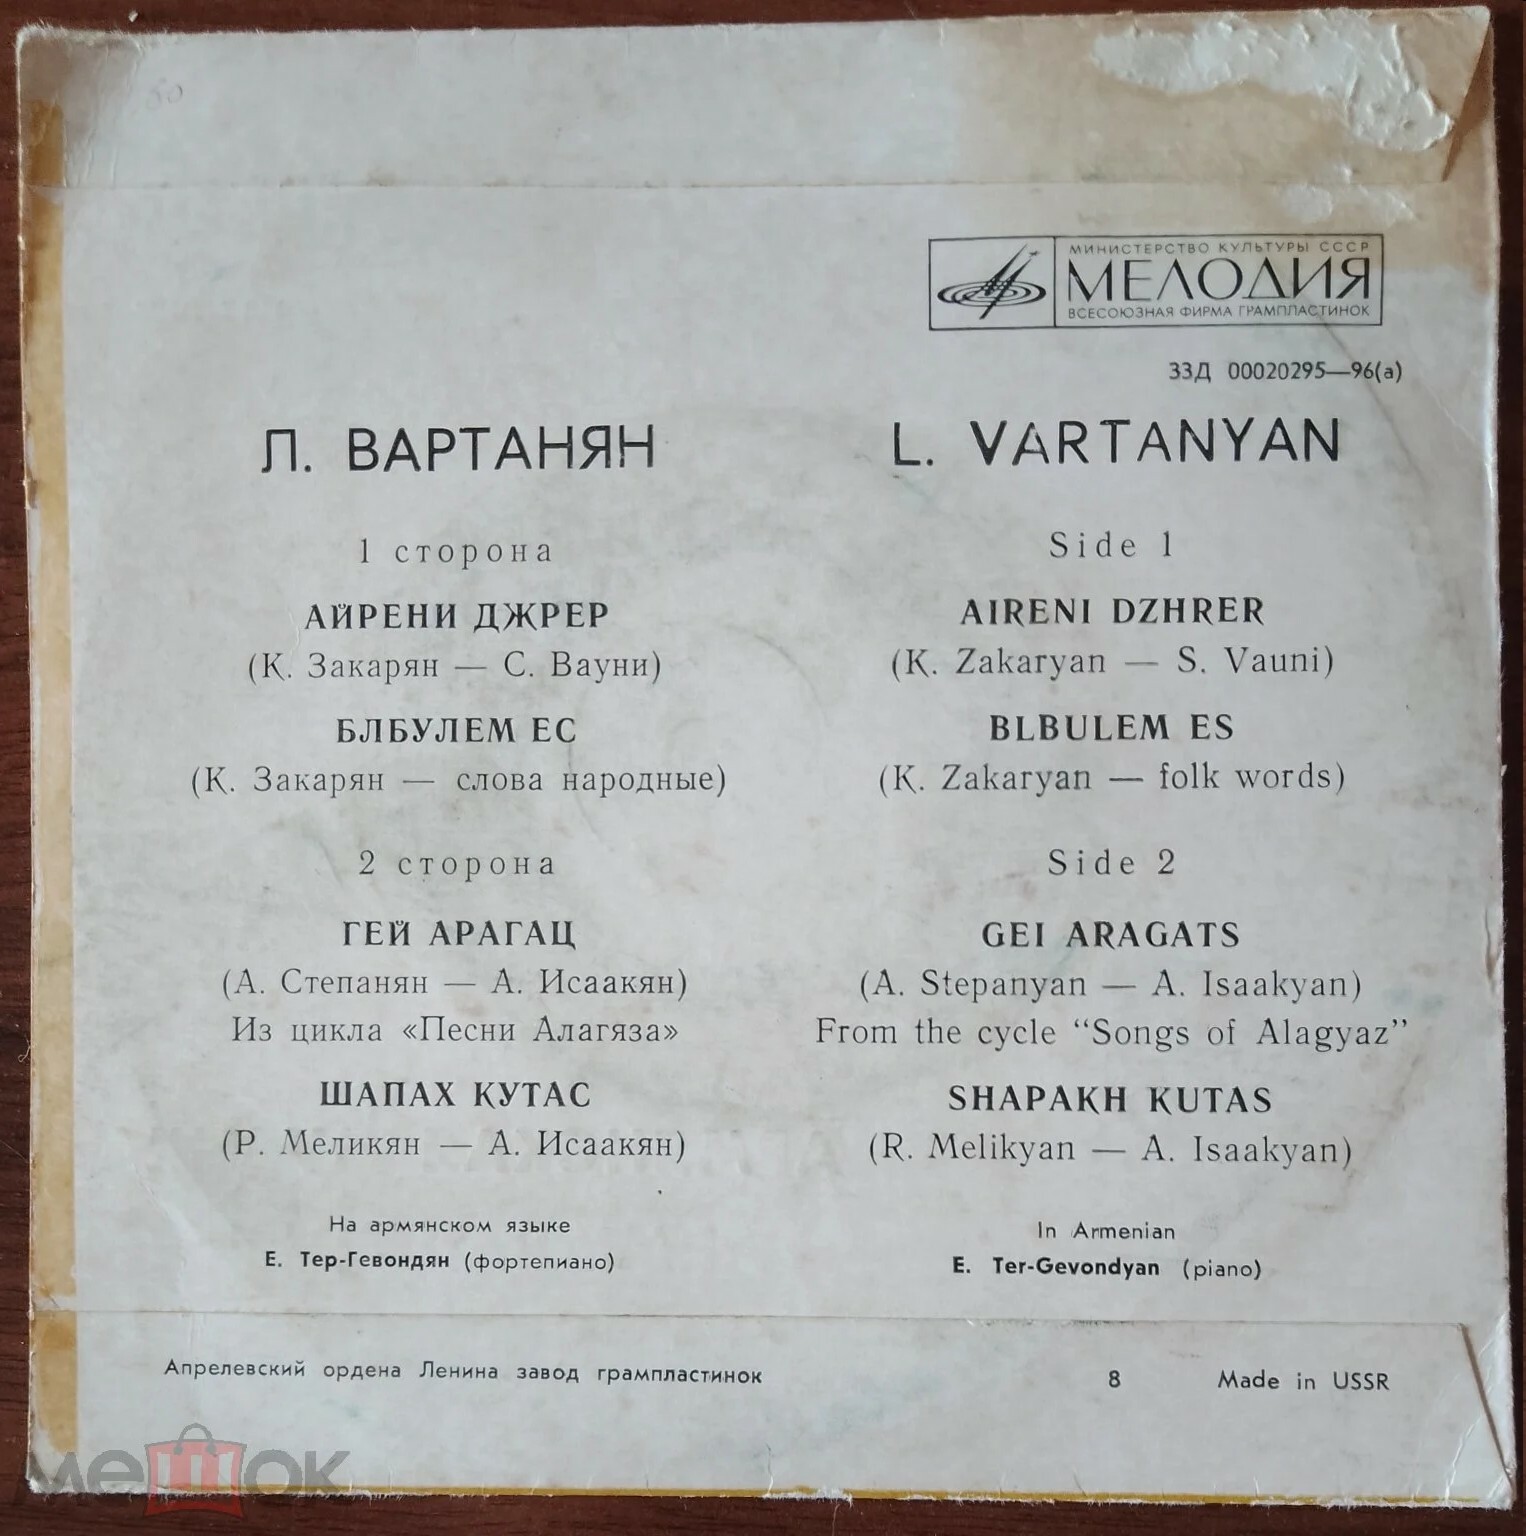 60
МИНИСТЕРСТВО КУЛЬТУРЫ СССР
МЕЛОДИЯ
ВСЕСОЮЗНАЯ ФИРМА ГРАМПЛАСТИНОК
33Д 00020295—96(а)
Л. ВАРТАНЯН
1 сторона
АЙРЕНИ ДЖРЕР
(К. Закарян — С. Вауни)
БЛБУЛЕМ ЕС
(К. Закарян — слова народные)
2 сторона
ГЕЙ АРАГАЦ
(А. Степанян — А. Исаакян)
Из цикла «Песни Алагяза»
ШАПАХ КУТАС
(Р. Меликян — А. Исаакян)
На армянском языке
Е. Тер-Гевондян (фортепиано)
L. VARTANYAN
Side 1
AIRENI DZHRER
(K. Zakaryan — S. Vauni)
BLBULEM ES
(K. Zakaryan — folk words)
Side 2
GEI ARAGATS
(A. Stepanyan — A. Isaakyan)
From the cycle “Songs of Alagyaz”
SHAPAKH KUTAS
(R. Melikyan — A. Isaakyan)
In Armenian
E. Ter-Gevondyan (piano)
Апрелевский ордена Ленина завод грампластинок 8 Made in USSR
мешок